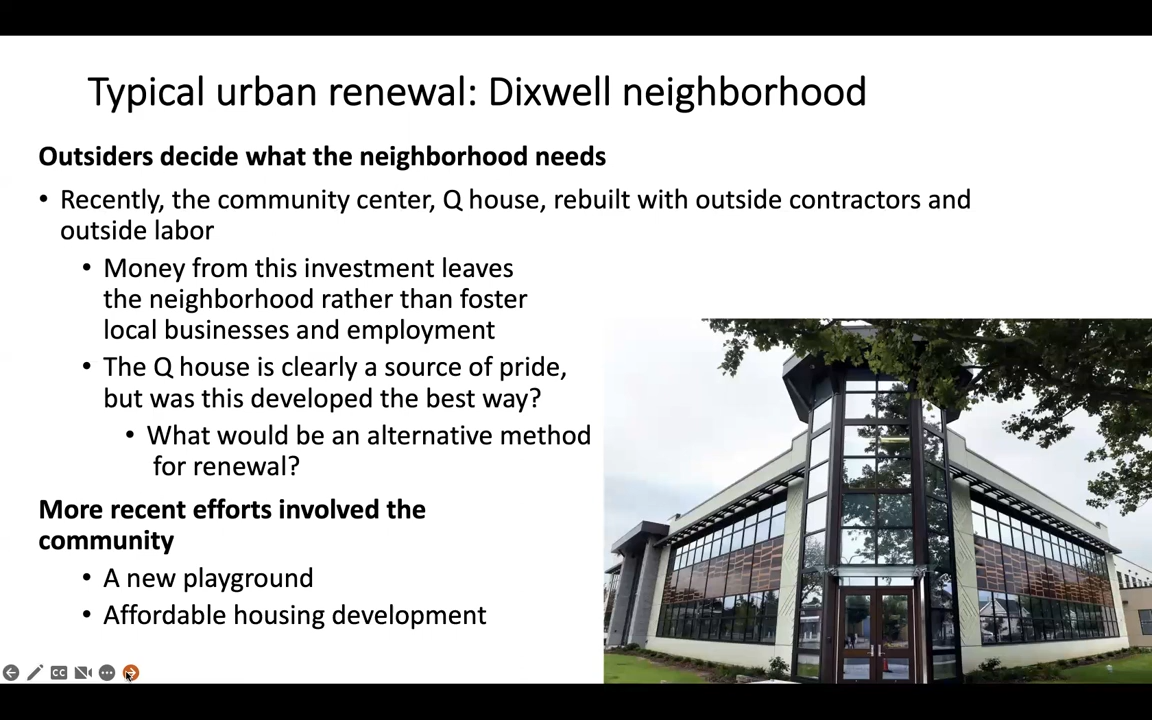 Typical urban renewal: Dixwell neighborhood
Outsiders decide what the neighborhood needs
• Recently, the community center, Q house, rebuilt with outside contractors and
outside labor
• Money from this investment leaves
the neighborhood rather than foster
local businesses and employment
• The Q house is clearly a source of pride,
but was this developed the best way?
• What would be an alternative method
for renewal?
More recent efforts involved the
community
• A new playground
• Affordable housing development
CC